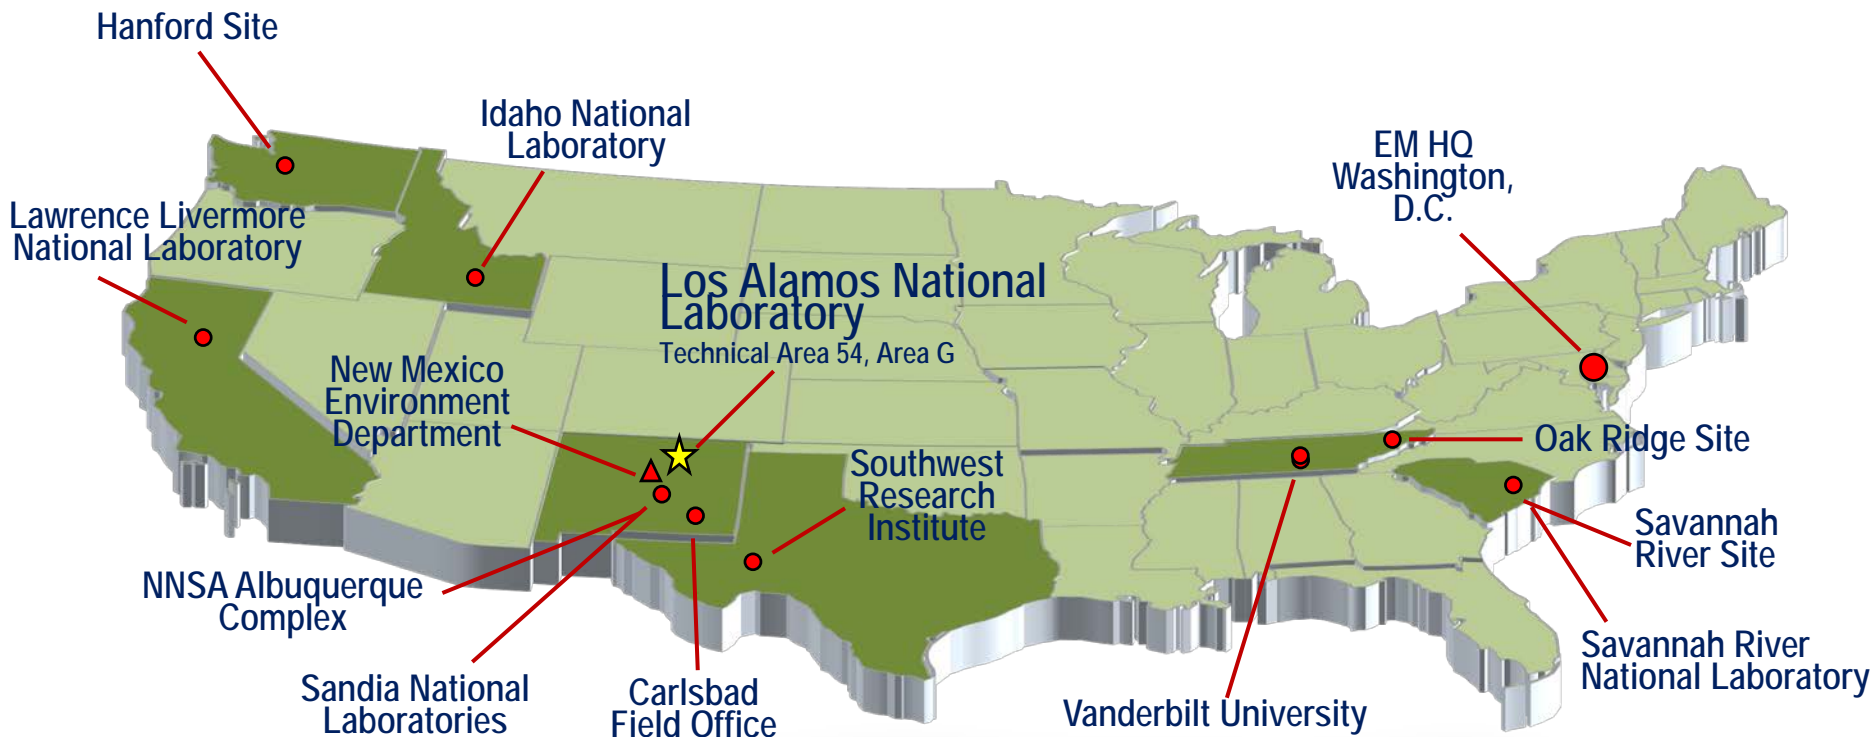 Hanford Site
Idaho National
Laboratory
EM HQ
Washington,
D.C.
Lawrence Livermore
National Laboratory
Los Alamos National
Laboratory
Technical Area 54, Area G
New Mexico
Environment
Department
Southwest
Research
Institute
Oak Ridge Site
Savannah
River Site
NNSA Albuquerque
Complex
Savannah River
National Laboratory
Sandia National
Laboratories
Carlsbad
Field Office
Vanderbilt University